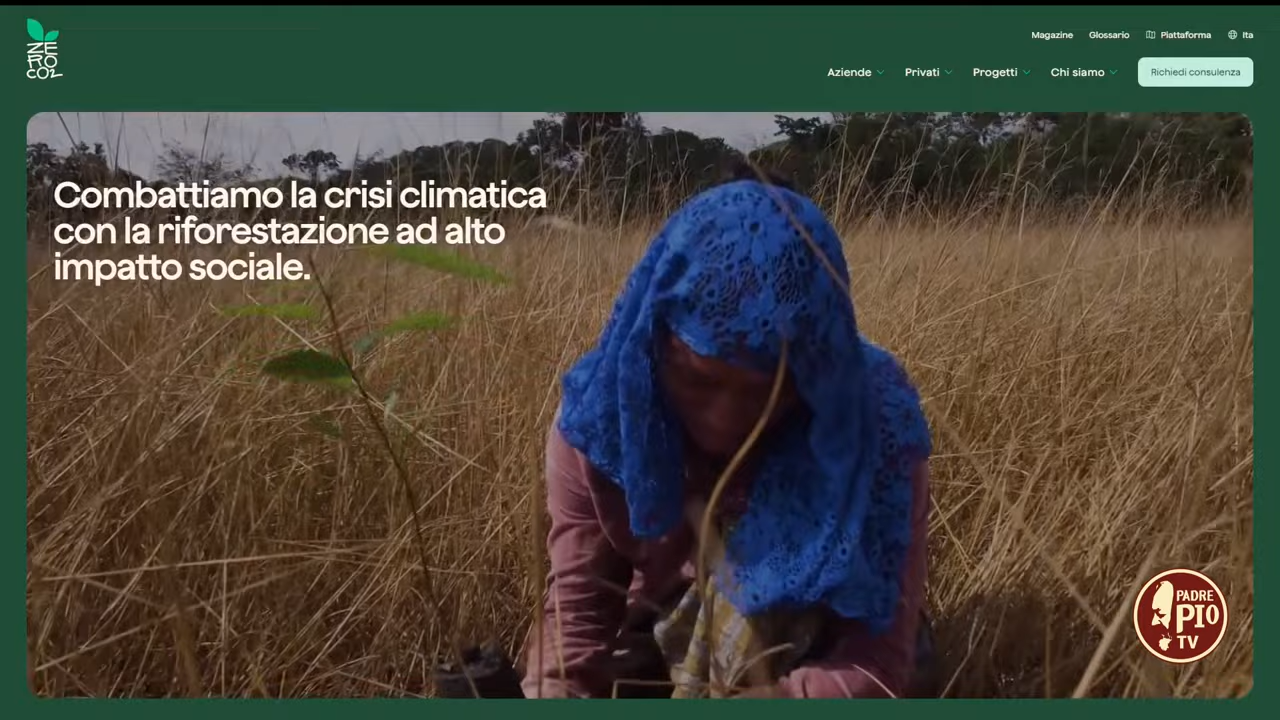 ZE
RO
CO2
Magazine
Glossario
Piattaforma
Ita
Aziende
Privati
Progetti
Chi siamo
Richiedi consulenza
Combattiamo la crisi climatica
con la riforestazione ad alto
impatto sociale.
PADRE
PIO
TV